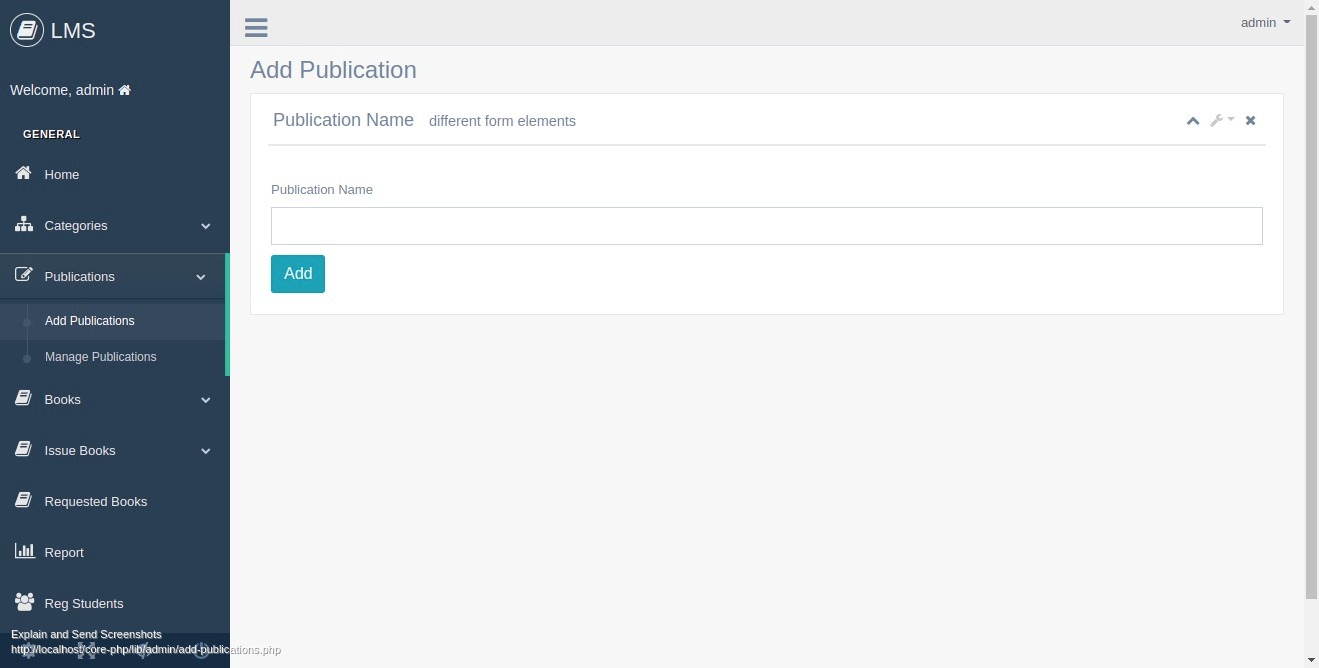 LMS
Welcome, admin
GENERAL
Home
Categories
Publications
Add Publications
Manage Publications
Books
Issue Books
Requested Books
Report
Reg Students
Explain and Send Screenshots
http://localhost/core-php/lib/admin/add-publications.php
admin
Add Publication
Publication Name different form elements
Publication Name
Add